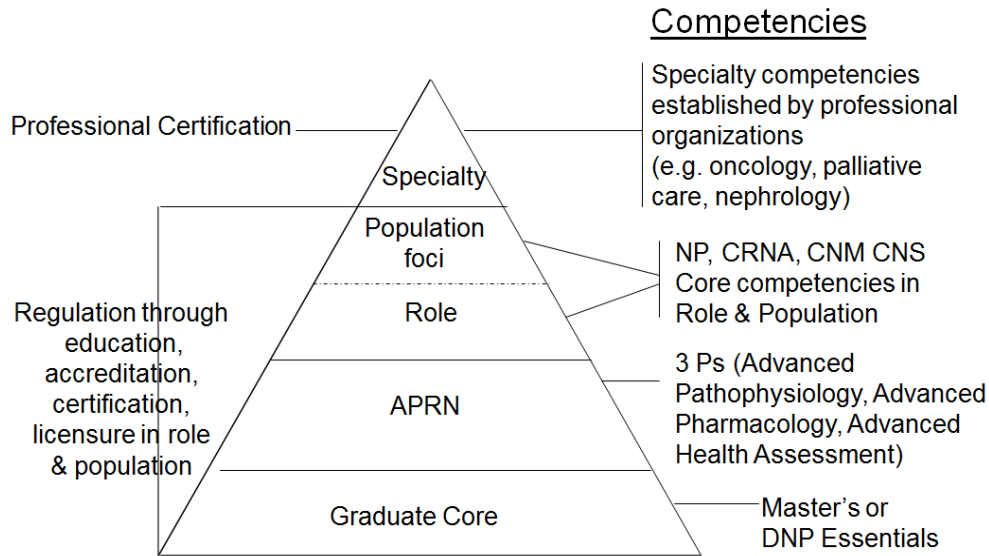 Competencies
Specialty competencies
established by professional
organizations
(e.g. oncology, palliative
care, nephrology)
Professional Certification
Specialty
Population
foci
NP, CRNA, CNM CNS
Core competencies in
Role & Population
Role
Regulation through
education,
accreditation,
certification,
licensure in role
& population
3 Ps (Advanced
Pathophysiology, Advanced
Pharmacology, Advanced
Health Assessment)
APRN
Graduate Core
Master's or
DNP Essentials